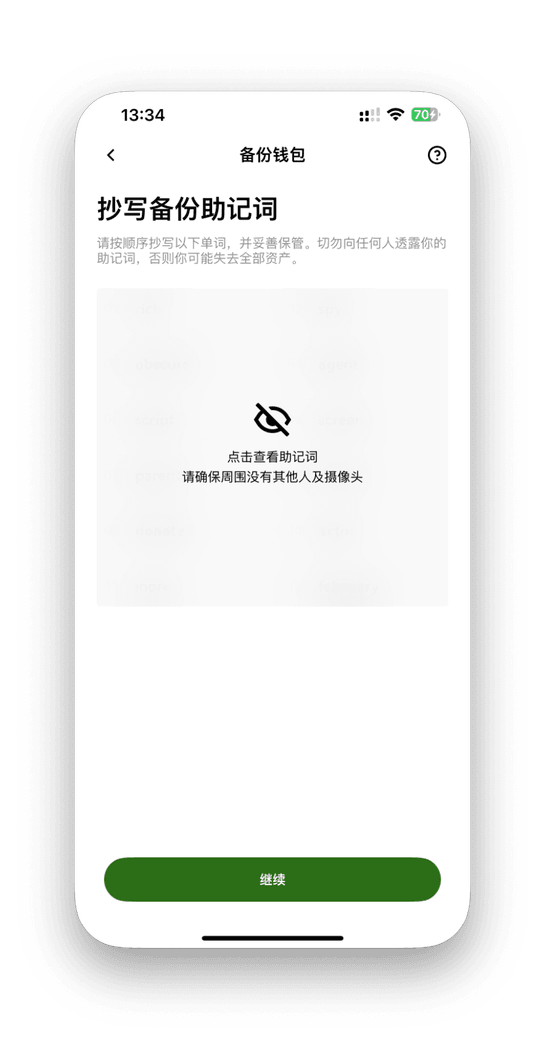 13:34
70
备份钱包
抄写备份助记词
请按顺序抄写以下单词，并妥善保管。切勿向任何人透露你的
助记词，否则你可能失去全部资产。
点击查看助记词
请确保周围没有其他人及摄像头
继续